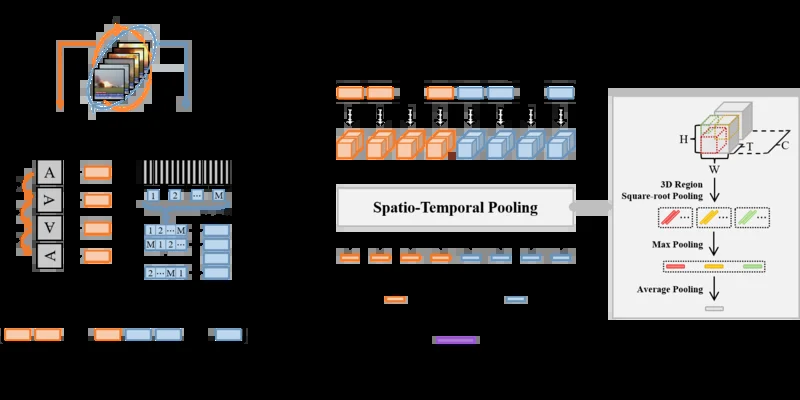 A
A
A
A
1 2 ... M
1 2 ... M
M 1 2 ...
2 ... M 1
Spatio-Temporal Pooling
H
T
C
W
3D Region
Square-root Pooling
... ... ...
Max Pooling
Average Pooling